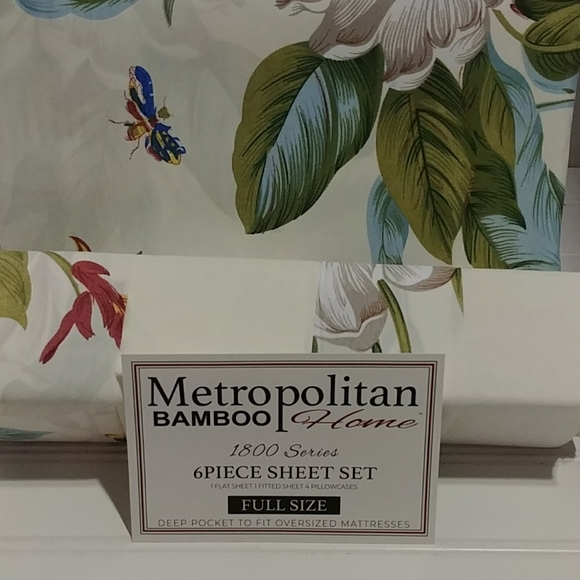 Metropolitan
BAMBOO Home™
1800 Series
6PIECE SHEET SET
1 FLAT SHEET 1 FITTED SHEET 4 PILLOWCASES
FULL SIZE
DEEP POCKET TO FIT OVERSIZED MATTRESSES